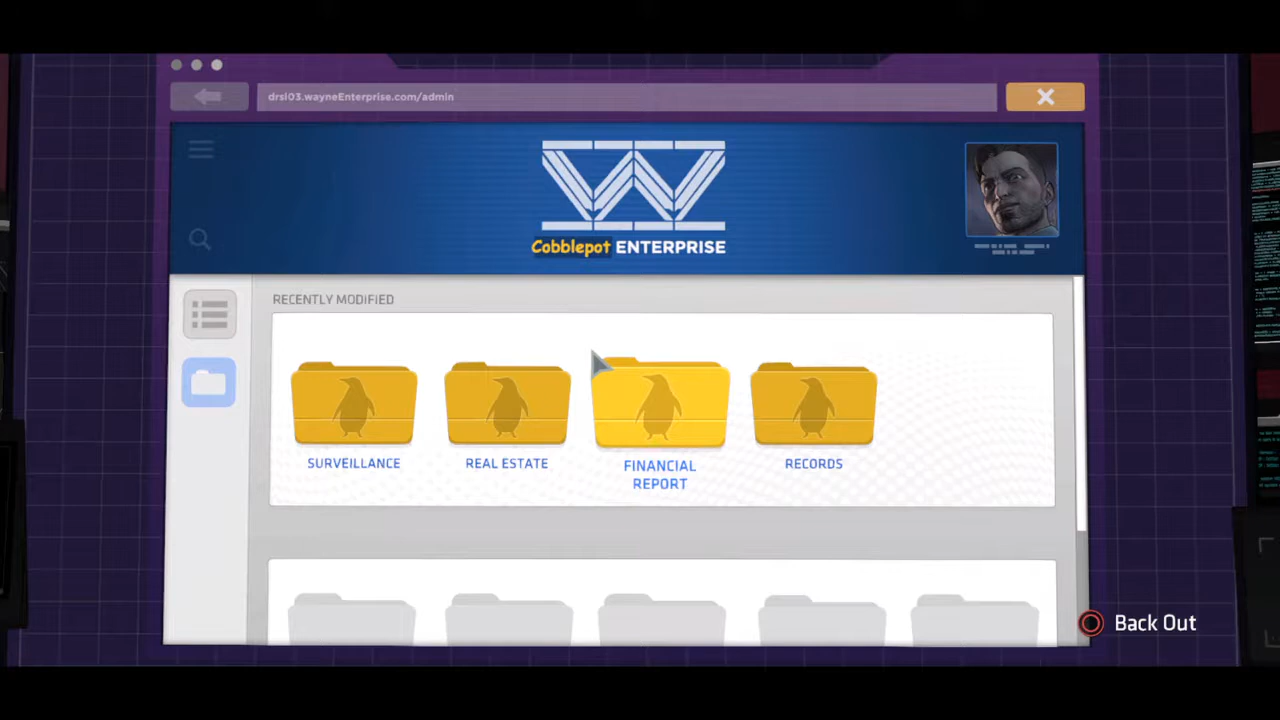 drsl03.wayneEnterprise.com/admin
Cobblepot ENTERPRISE
RECENTLY MODIFIED
SURVEILLANCE
REAL ESTATE
FINANCIAL
REPORT
RECORDS
Back Out